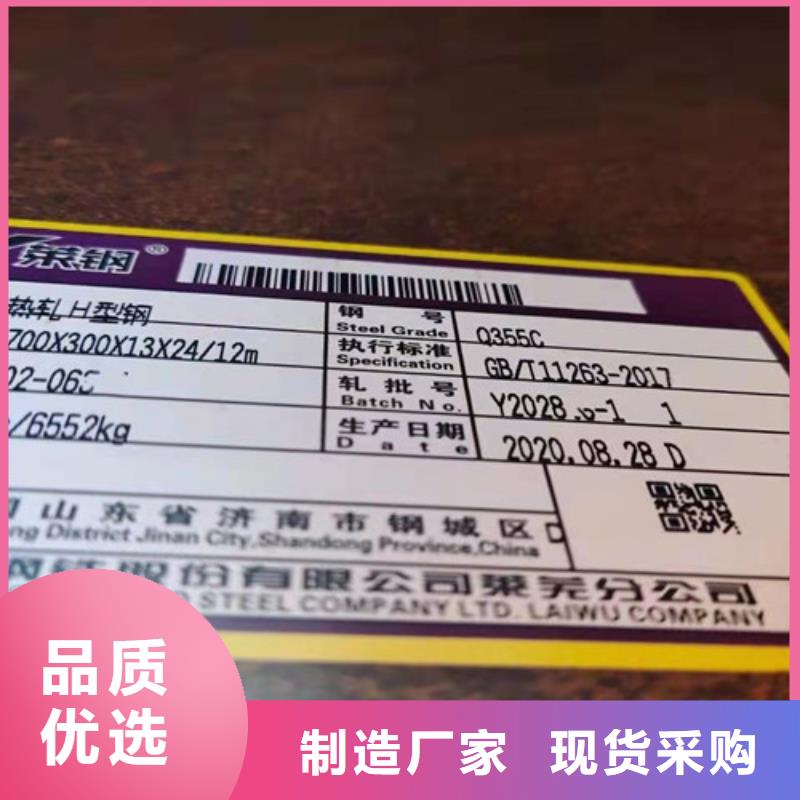 莱钢®
热轧H型钢
钢 号
Steel Grade
Q355C
700X300X13X24/12m
执行标准
Specification
GB/T11263-2017
02-06
轧批号
Batch No.
Y2028 -1 1
/6552kg
生产日期
Date
2020.08.28 D
山东省济南市钢城区
District Jinan City,Shandong Province,China
股份有限公司莱芜分公司
STEEL COMPANY LTD. LAIWU COMPANY
品质
优选
制造厂家 现货采购